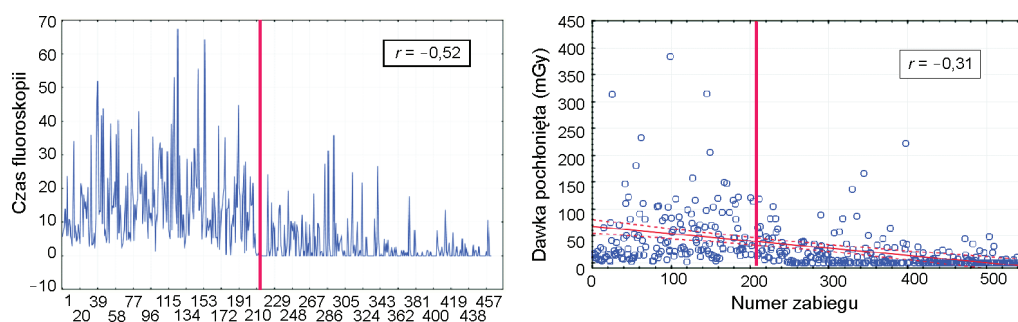 70
60
50
40
30
20
10
0
−10
Czas fluoroskopii
r = −0,52
1 39 77 115 153 191 229 267 305 343 381 419 457
20 58 96 134 172 210 248 286 324 362 400 438
450
400
350
300
250
200
150
100
50
0
Dawka pochłonięta (mGy)
r = −0,31
0 100 200 300 400 500
Numer zabiegu